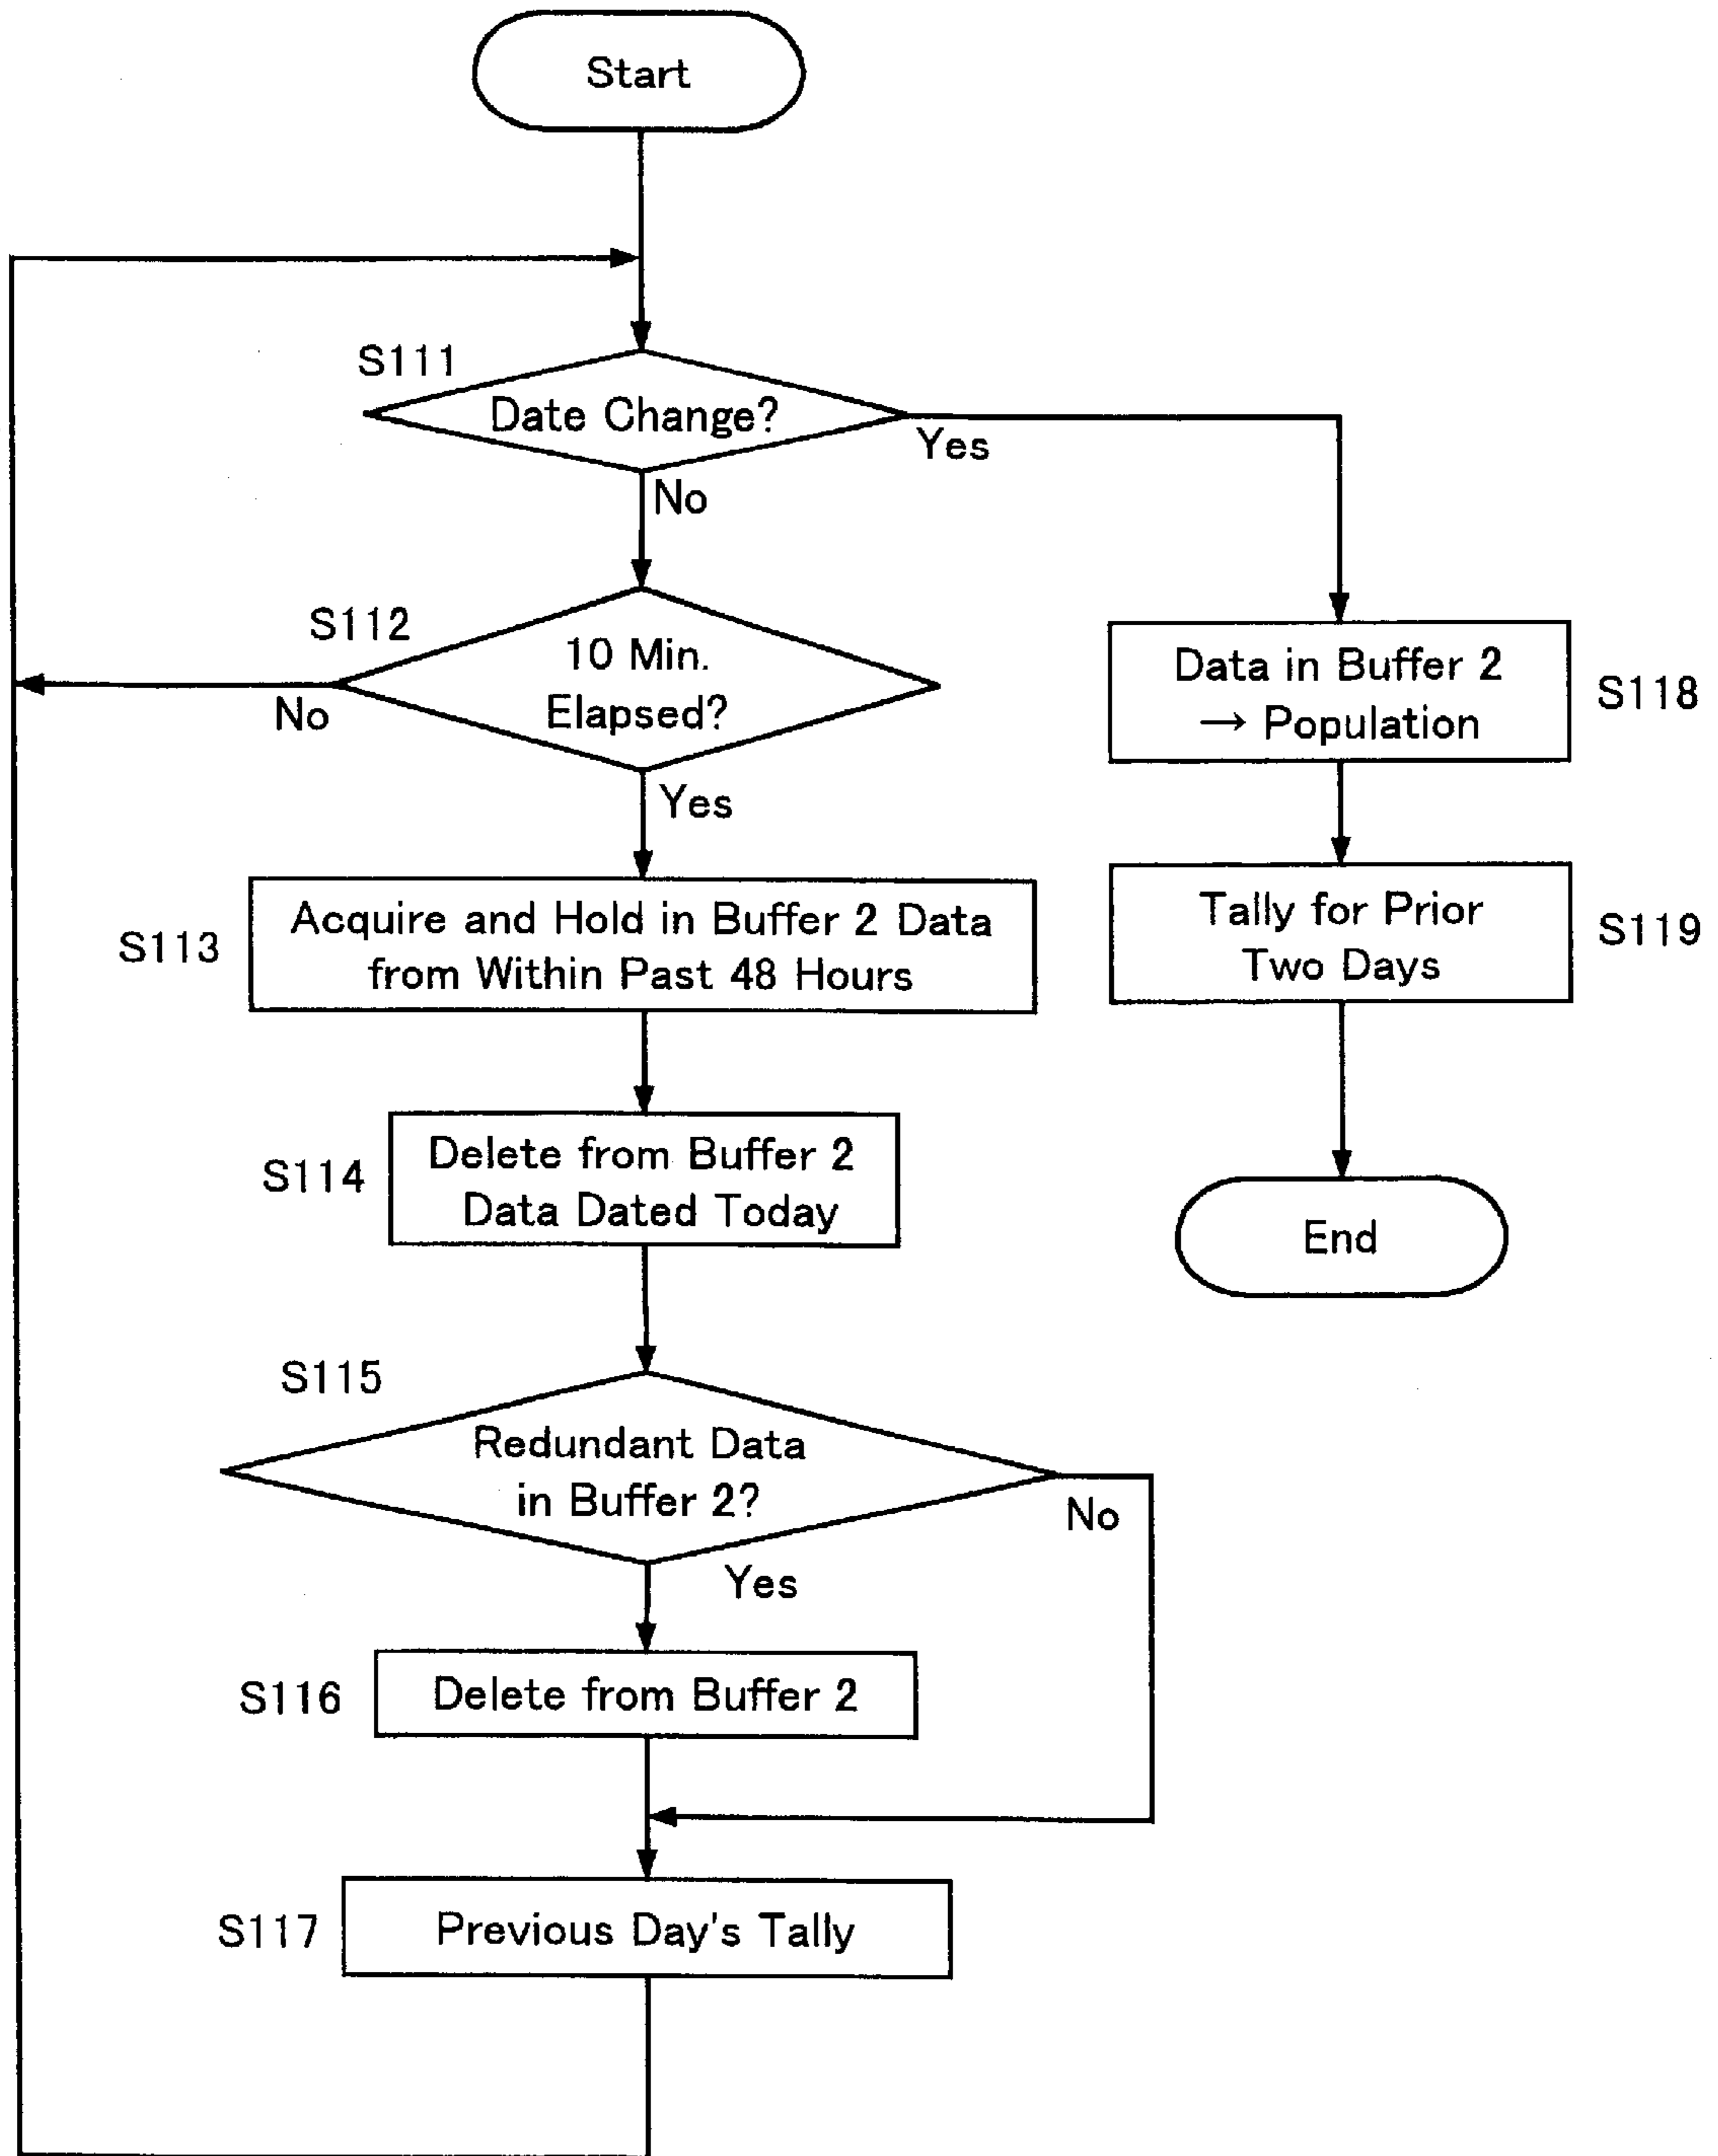 Start
S111
Date Change?
Yes
No
S112
10 Min.
Elapsed?
No
Yes
Data in Buffer 2
→ Population
S118
S113
Acquire and Hold in Buffer 2 Data
from Within Past 48 Hours
Tally for Prior
Two Days
S119
S114
Delete from Buffer 2
Data Dated Today
End
S115
Redundant Data
in Buffer 2?
No
Yes
S116
Delete from Buffer 2
S117
Previous Day's Tally